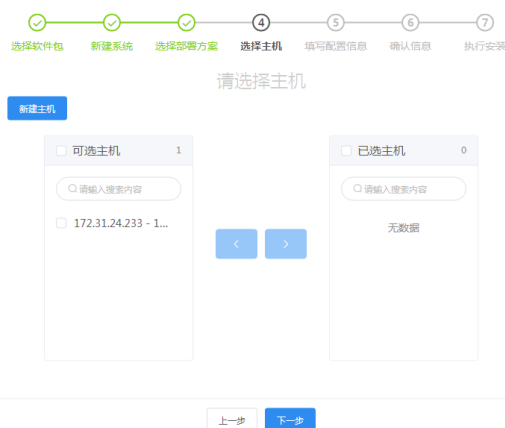 4 5 6 7
选择软件包 新建系统 选择部署方案 选择主机 填写配置信息 确认信息 执行安装
请选择主机
新建主机
可选主机 1
请输入搜索内容
172.31.24.233 - 1...
已选主机 0
请输入搜索内容
无数据
上一步 下一步